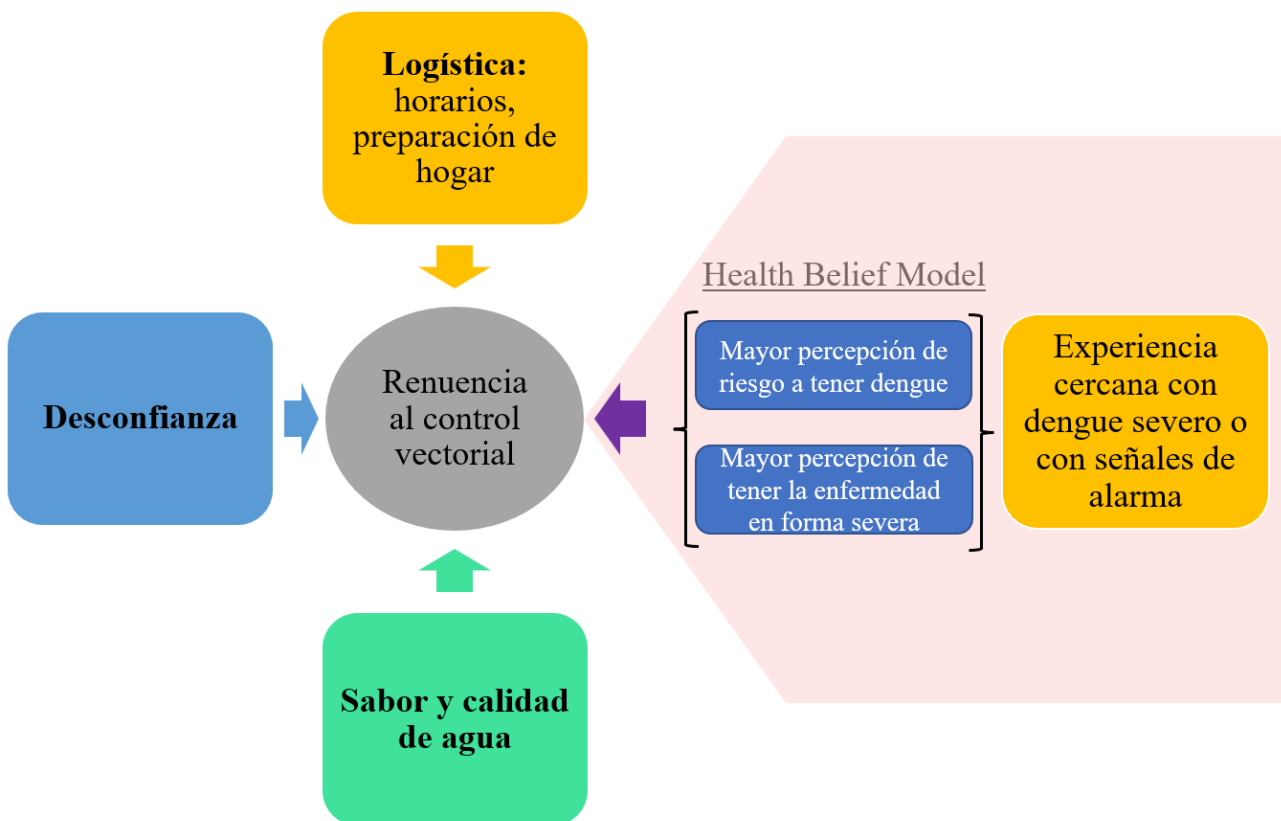 Logística:
horarios,
preparación de
hogar
Desconfianza
Renuencia
al control
vectorial
Health Belief Model
Mayor percepción de
riesgo a tener dengue
Mayor percepción de
tener la enfermedad
en forma severa
Experiencia
cercana con
dengue severo o
con señales de
alarma
Sabor y calidad
de agua